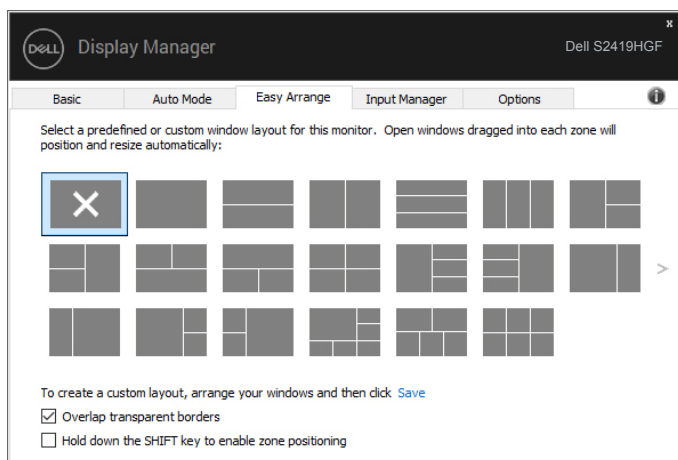 x
DELL
Display Manager
Dell S2419HGF
Basic
Auto Mode
Easy Arrange
Input Manager
Options
i
Select a predefined or custom window layout for this monitor. Open windows dragged into each zone will
position and resize automatically:
>
To create a custom layout, arrange your windows and then click Save
Overlap transparent borders
Hold down the SHIFT key to enable zone positioning